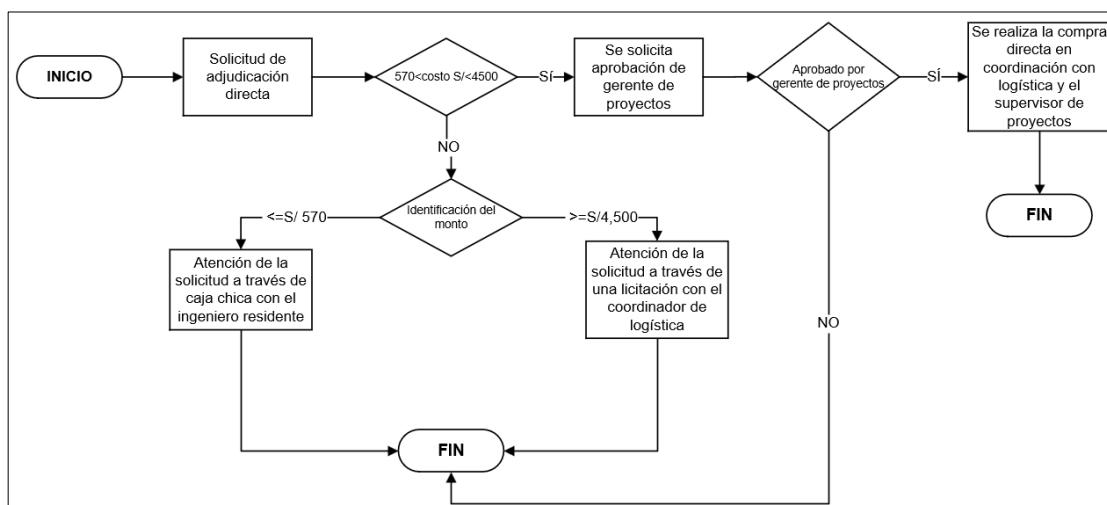 INICIO
Solicitud de
adjudicación
directa
570<costo S/<4500
SÍ
Se solicita
aprobación de
gerente de
proyectos
Aprobado por
gerente de proyectos
SÍ
Se realiza la compra
directa en
coordinación con
logística y el
supervisor de
proyectos
FIN
NO
Identificación del
monto
<=S/ 570
>=S/4,500
Atención de la
solicitud a través de
caja chica con el
ingeniero residente
Atención de la
solicitud a través de
una licitación con el
coordinador de
logística
NO
FIN